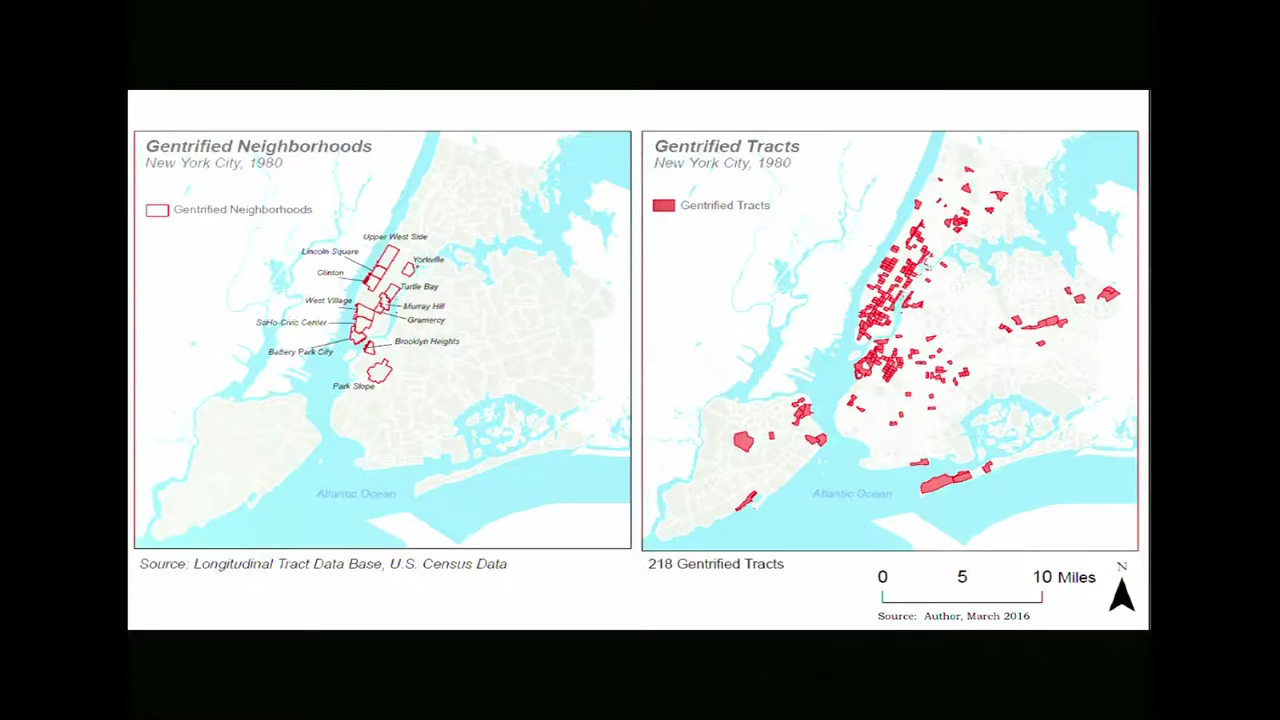 Gentrified Neighborhoods
New York City, 1980
Gentrified Neighborhoods
Upper West Side
Lincoln Square
Yorkville
Clinton
Turtle Bay
West Village
Murray Hill
SoHo-Civic Center
Gramercy
Battery Park City
Brooklyn Heights
Park Slope
Atlantic Ocean
Source: Longitudinal Tract Data Base, U.S. Census Data
Gentrified Tracts
New York City, 1980
Gentrified Tracts
Atlantic Ocean
218 Gentrified Tracts
0 5 10 Miles
N
Source: Author, March 2016